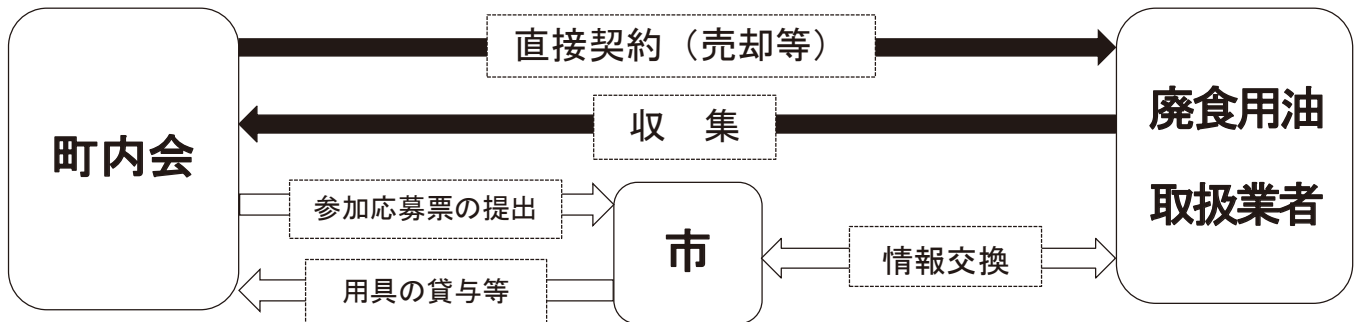 直接契約（売却等）
収　集
町内会
廃食用油
取扱業者
参加応募票の提出
市
情報交換
用具の貸与等